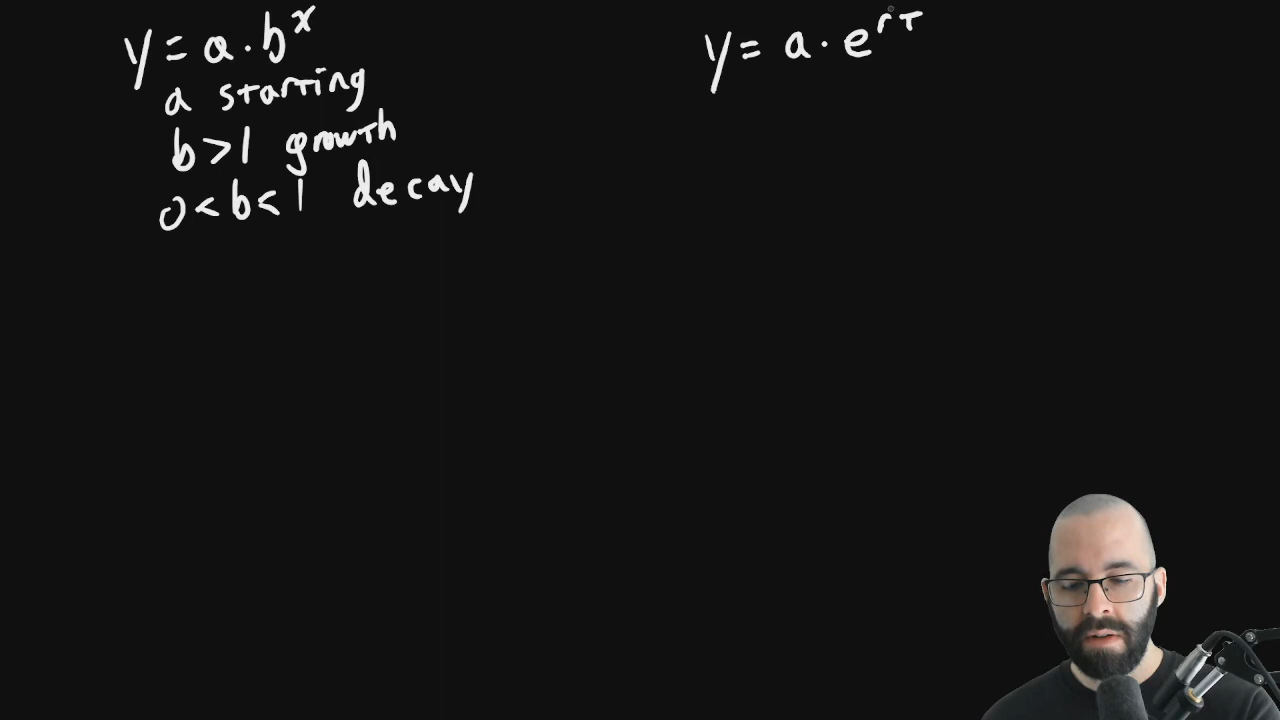 y = a · b^x
a starting
b > 1 growth
0 < b < 1 decay
y = a · e^rt